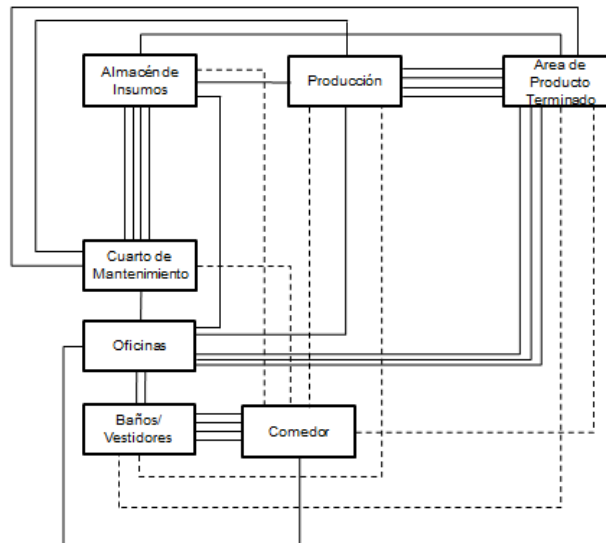 Almacén de
Insumos
Producción
Area de
Producto
Terminado
Cuarto de
Mantenimiento
Oficinas
Baños/
Vestidores
Comedor